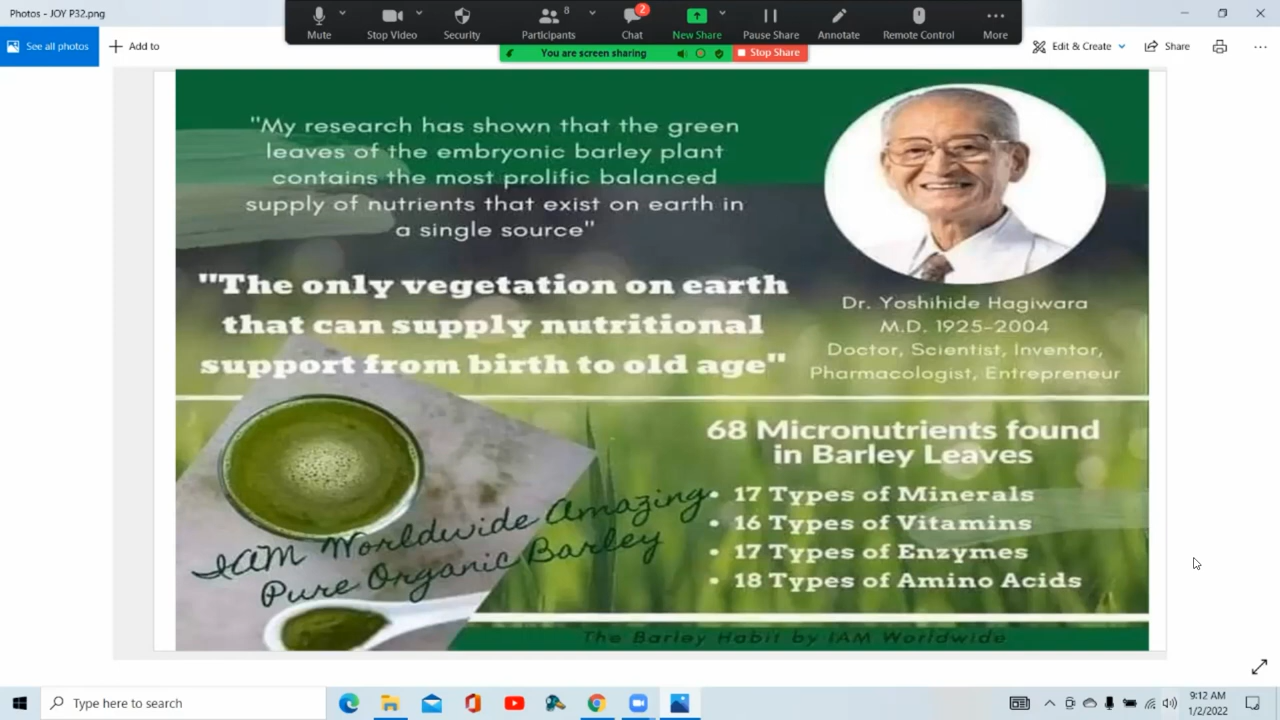 Photos - JOY P32.png
Mute
Stop Video
Security
8
Participants
2
Chat
New Share
Pause Share
Annotate
Remote Control
More
See all photos
Add to
You are screen sharing
Stop Share
Edit & Create
Share
"My research has shown that the green
leaves of the embryonic barley plant
contains the most prolific balanced
supply of nutrients that exist on earth in
a single source"
"The only vegetation on earth
that can supply nutritional
support from birth to old age"
Dr. Yoshihide Hagiwara
M.D. 1925-2004
Doctor, Scientist, Inventor,
Pharmacologist, Entrepreneur
68 Micronutrients found
in Barley Leaves
• 17 Types of Minerals
• 16 Types of Vitamins
• 17 Types of Enzymes
• 18 Types of Amino Acids
IAM Worldwide Amazing
Pure Organic Barley
The Barley Habit by IAM Worldwide
Type here to search
9:12 AM
1/2/2022